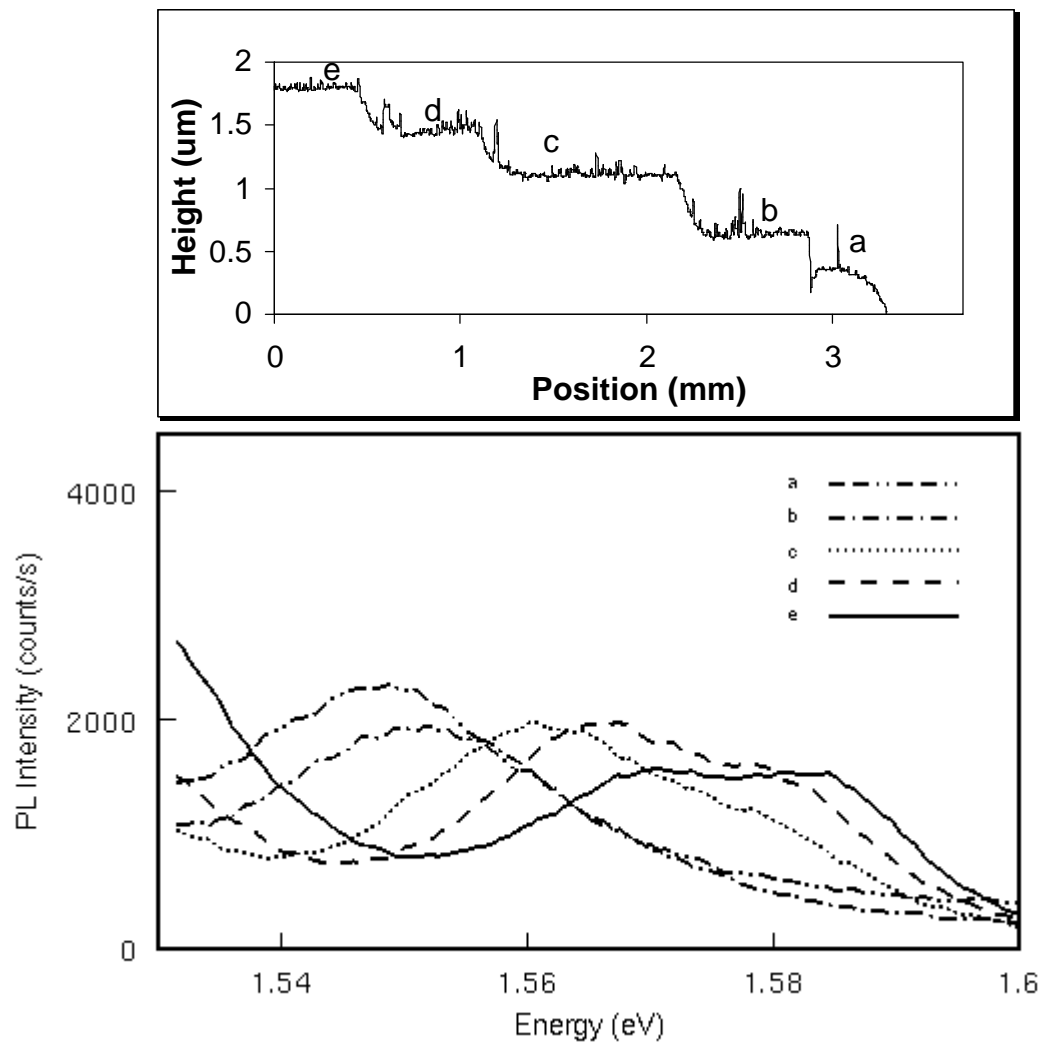 2
1.5
1
0.5
0
Height (um)
e
d
c
b
a
0 1 2 3
Position (mm)
4000
2000
0
PL Intensity (counts/s)
a
b
c
d
e
1.54 1.56 1.58 1.6
Energy (eV)